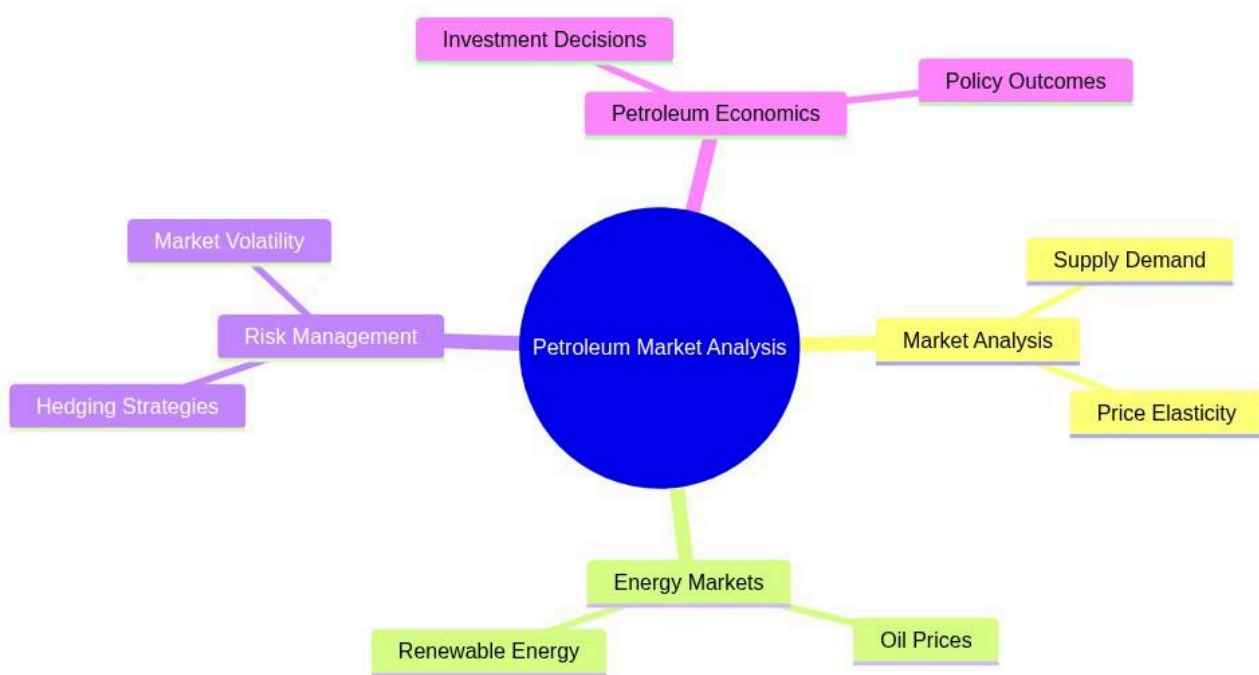 Investment Decisions
Policy Outcomes
Petroleum Economics
Market Volatility
Supply Demand
Risk Management
Petroleum Market Analysis
Market Analysis
Hedging Strategies
Price Elasticity
Energy Markets
Renewable Energy
Oil Prices